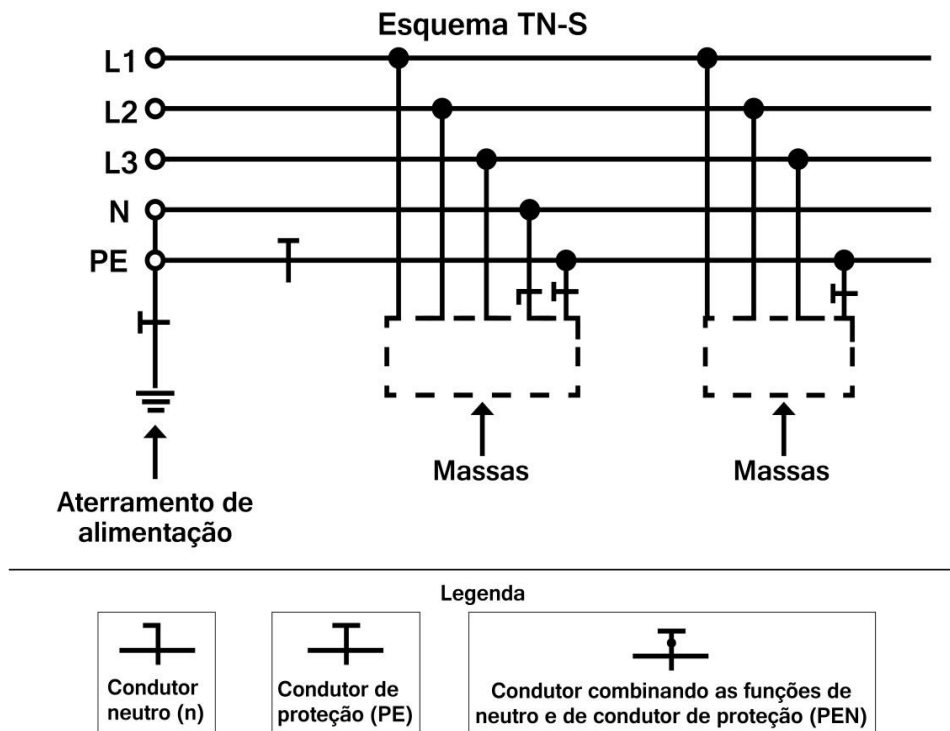 Esquema TN-S
L1
L2
L3
N
PE
Massas
Massas
Aterramento de
alimentação
Legenda
Condutor
neutro (n)
Condutor de
proteção (PE)
Condutor combinando as funções de
neutro e de condutor de proteção (PEN)